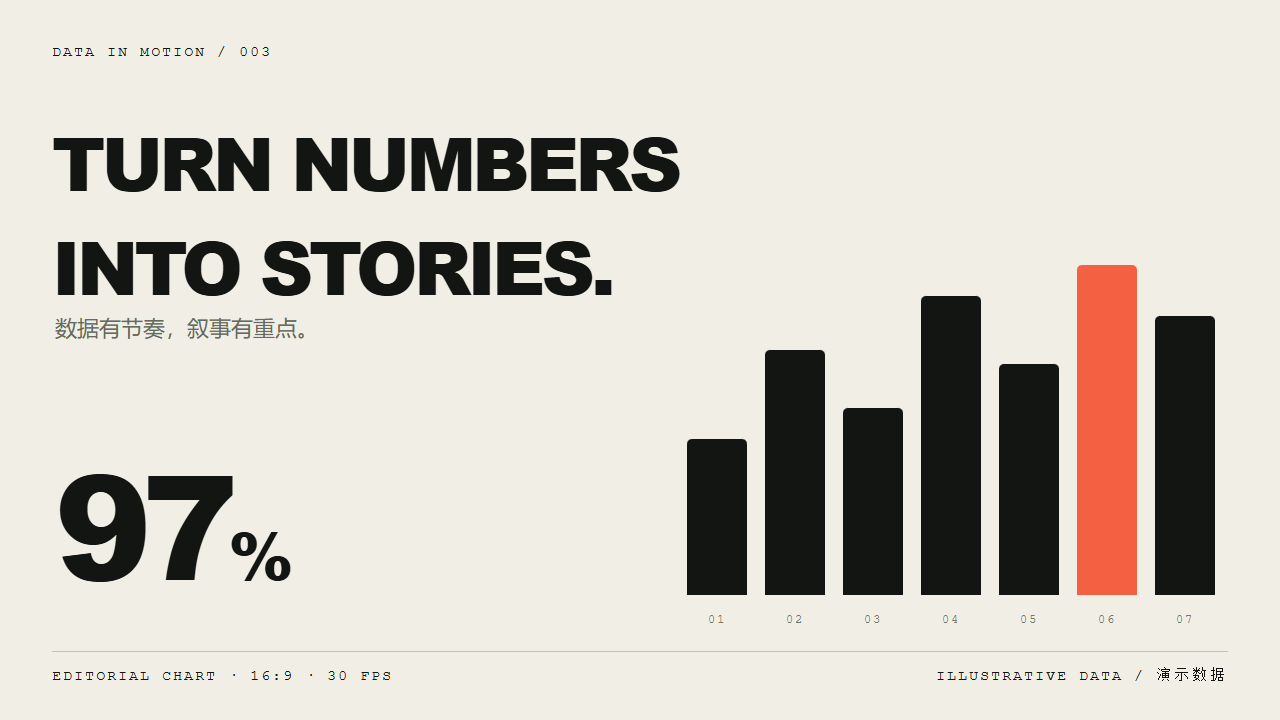 DATA IN MOTION / 003
TURN NUMBERS
INTO STORIES.
数据有节奏，叙事有重点。
97%
01 02 03 04 05 06 07
EDITORIAL CHART · 16:9 · 30 FPS
ILLUSTRATIVE DATA / 演示数据